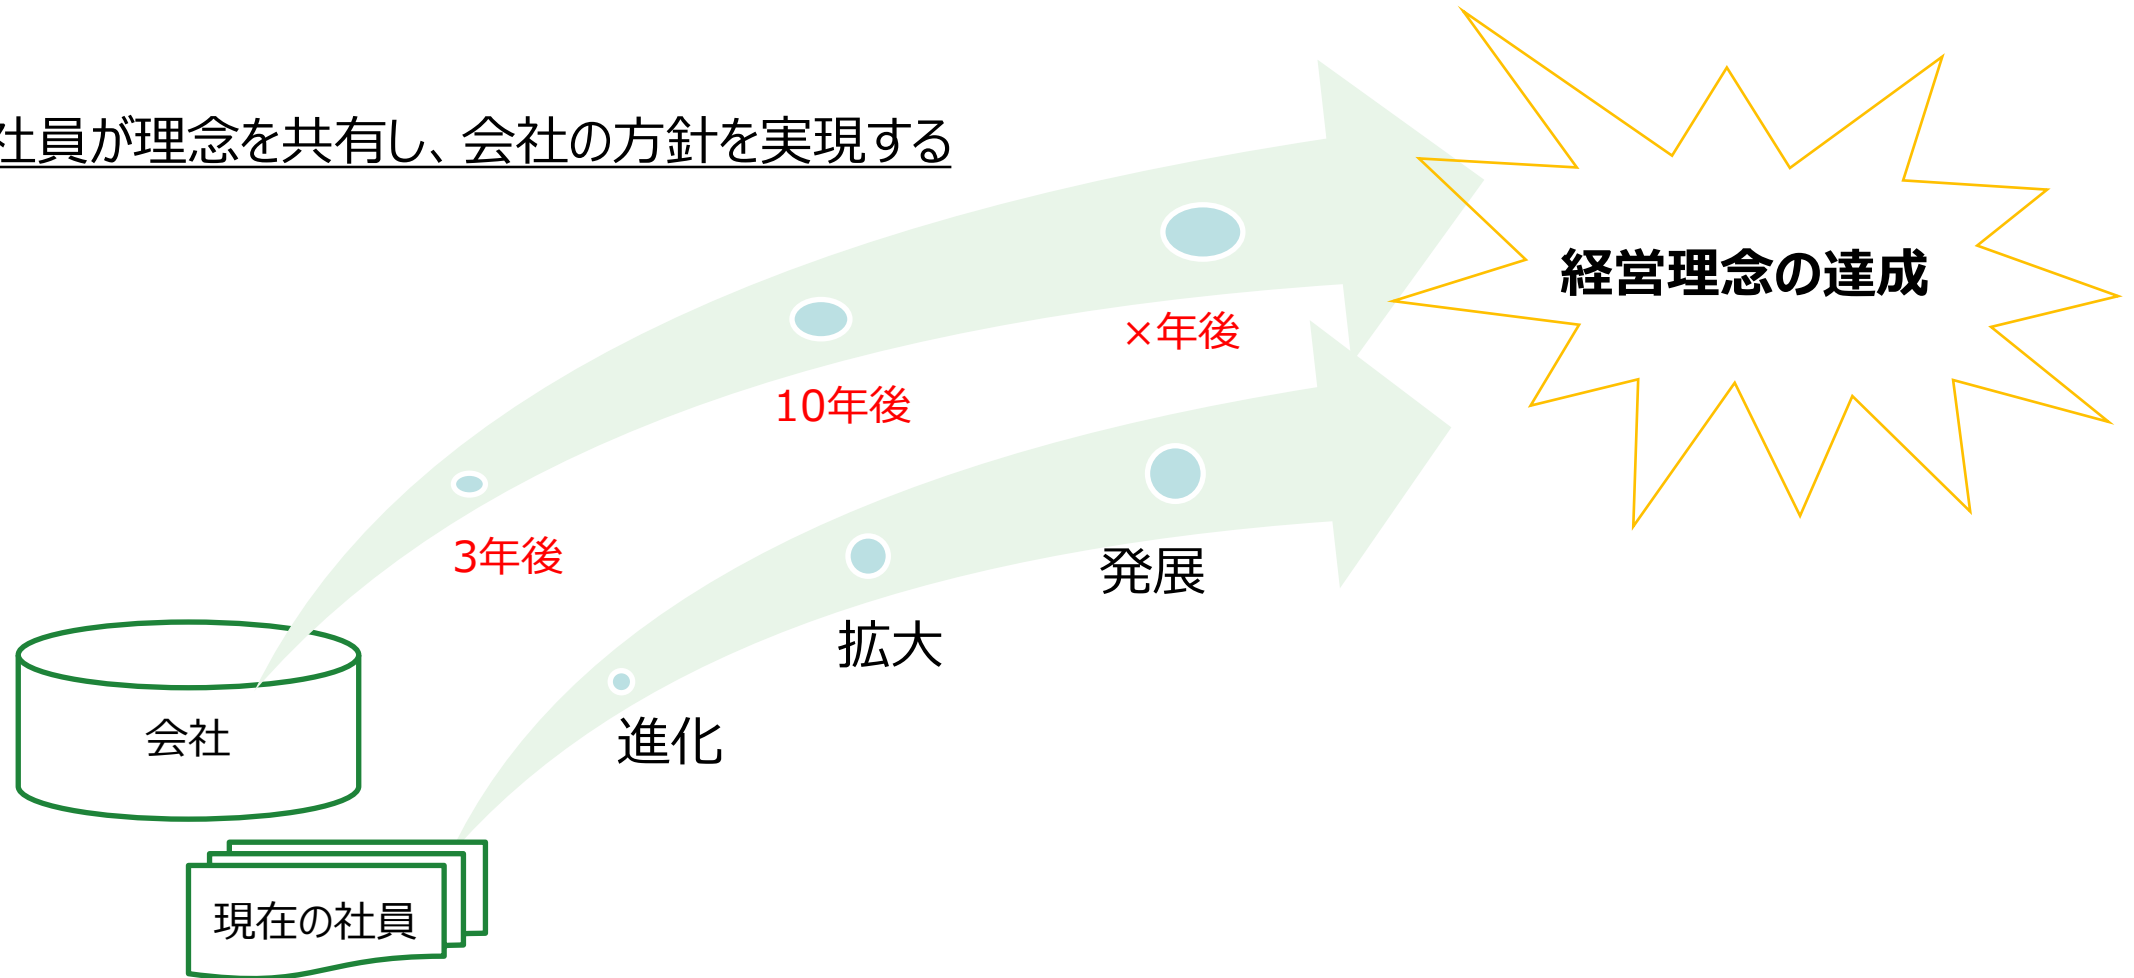 社員が理念を共有し、会社の方針を実現する
経営理念の達成
×年後
10年後
3年後
発展
拡大
進化
会社
現在の社員